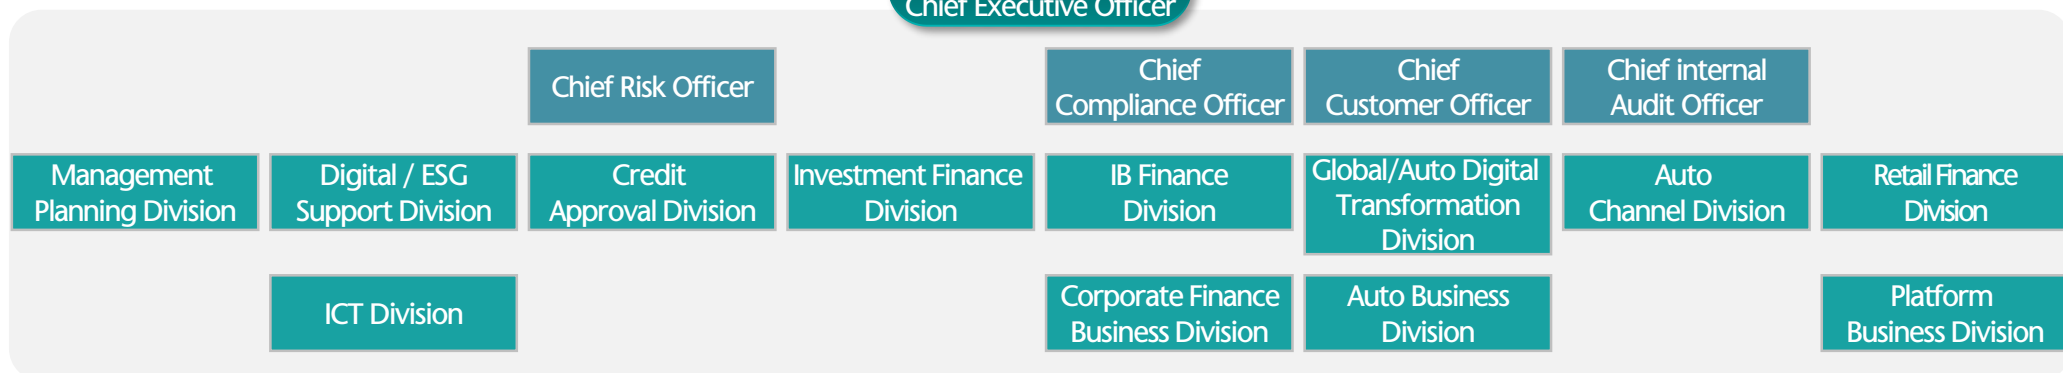 Chief Executive Officer
Chief Risk Officer
Chief
Compliance Officer
Chief
Customer Officer
Chief internal
Audit Officer
Management
Planning Division
Digital / ESG
Support Division
Credit
Approval Division
Investment Finance
Division
IB Finance
Division
Global/Auto Digital
Transformation
Division
Auto
Channel Division
Retail Finance
Division
ICT Division
Corporate Finance
Business Division
Auto Business
Division
Platform
Business Division